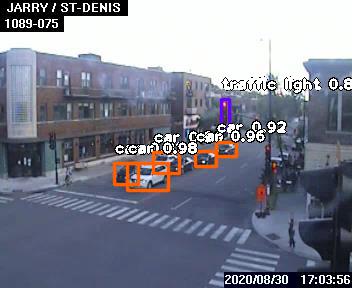 JARRY / ST-DENIS
1089-075
traffic light 0.8
car 0.92
car 0.96
car 0.98
2020/08/30 17:03:56